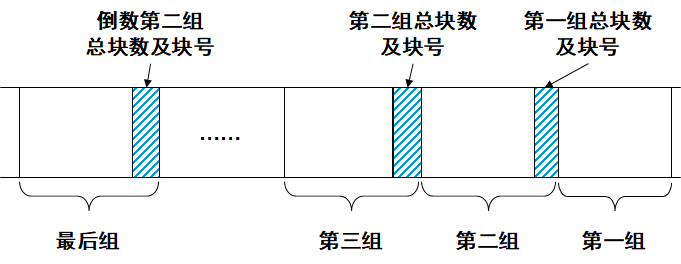 倒数第二组
总块数及块号
第二组总块数
及块号
第一组总块数
及块号
……
最后组
第三组
第二组
第一组